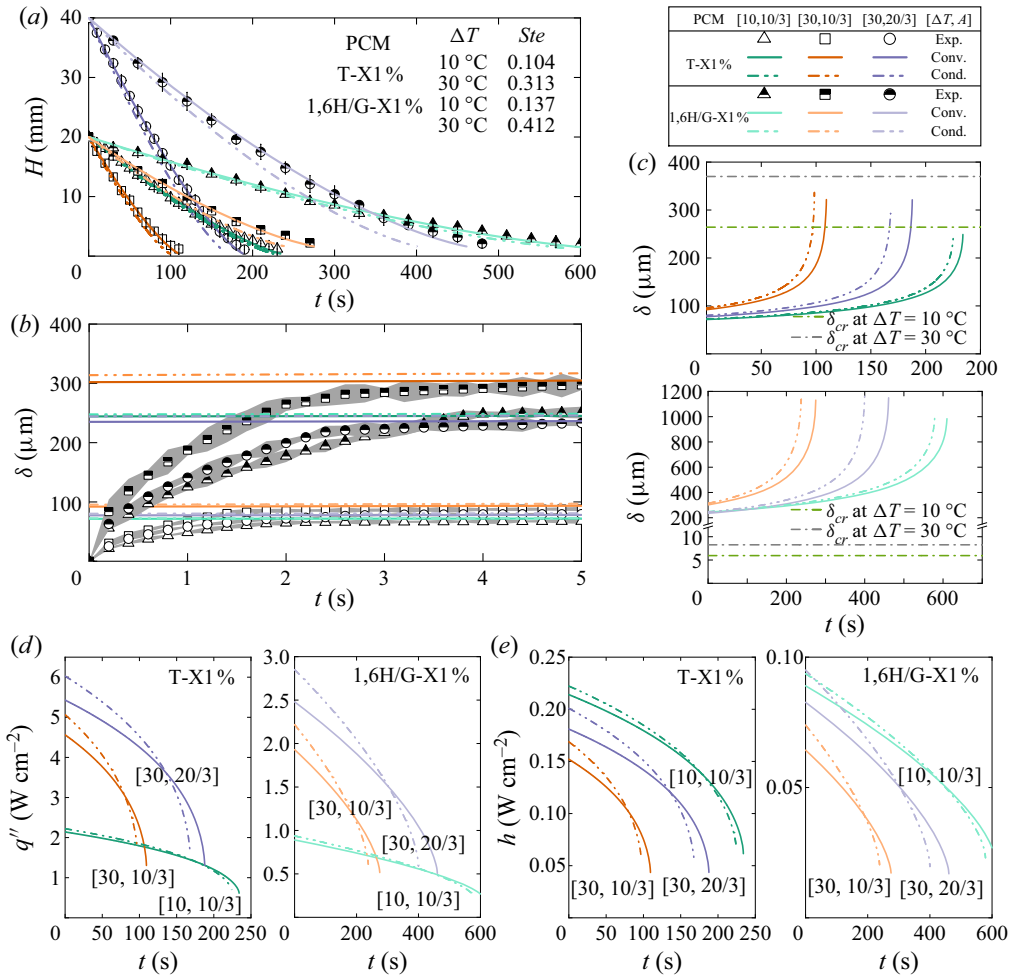 (a)
PCM ΔT Ste
T-X1% 10 °C 0.104
30 °C 0.313
1,6H/G-X1% 10 °C 0.137
30 °C 0.412
40
30
20
10
0
H (mm)
100 200 300 400 500 600
t (s)
PCM [10,10/3] [30,10/3] [30,20/3] [ΔT, A]
T-X1%
Exp.
Conv.
Cond.
1,6H/G-X1%
Exp.
Conv.
Cond.
(b)
400
300
200
100
0
δ (μm)
1 2 3 4 5
t (s)
(c)
400
300
200
100
0
δ (μm)
δcr at ΔT = 10 °C
δcr at ΔT = 30 °C
50 100 150 200 200
1200
1000
800
600
400
200
10
5
0
δ (μm)
δcr at ΔT = 10 °C
δcr at ΔT = 30 °C
200 400 600
t (s)
(d)
T-X1%
6
5
4
3
2
1
0
q″ (W cm−2)
[30, 20/3]
[30, 10/3]
[10, 10/3]
50 100 150 200 250
t (s)
1,6H/G-X1%
3.0
2.5
2.0
1.5
1.0
0.5
0
[30, 10/3]
[30, 20/3]
[10, 10/3]
200 400 600
t (s)
(e)
T-X1%
0.25
0.20
0.15
0.10
0.05
0
h (W cm−2)
[10, 10/3]
[30, 10/3]
[30, 20/3]
50 100 150 200 250
t (s)
1,6H/G-X1%
0.10
0.05
0
[10, 10/3]
[30, 10/3]
[30, 20/3]
200 400 600
t (s)